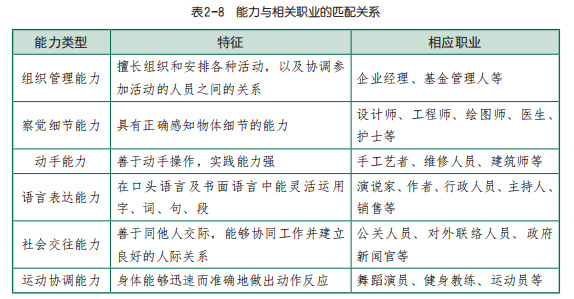 表2-8 能力与相关职业的匹配关系
能力类型 特征 相应职业
组织管理能力 擅长组织和安排各种活动，以及协调参
加活动的人员之间的关系 企业经理、基金管理人等
察觉细节能力 具有正确感知物体细节的能力 设计师、工程师、绘图师、医生、
护士等
动手能力 善于动手操作，实践能力强 手工艺者、维修人员、建筑师等
语言表达能力 在口头语言及书面语言中能灵活运用
字、词、句、段 演说家、作者、行政人员、主持人、
销售等
社会交往能力 善于同他人交际，能够协同工作并建立
良好的人际关系 公关人员、对外联络人员、政府
新闻官等
运动协调能力 身体能够迅速而准确地做出动作反应 舞蹈演员、健身教练、运动员等